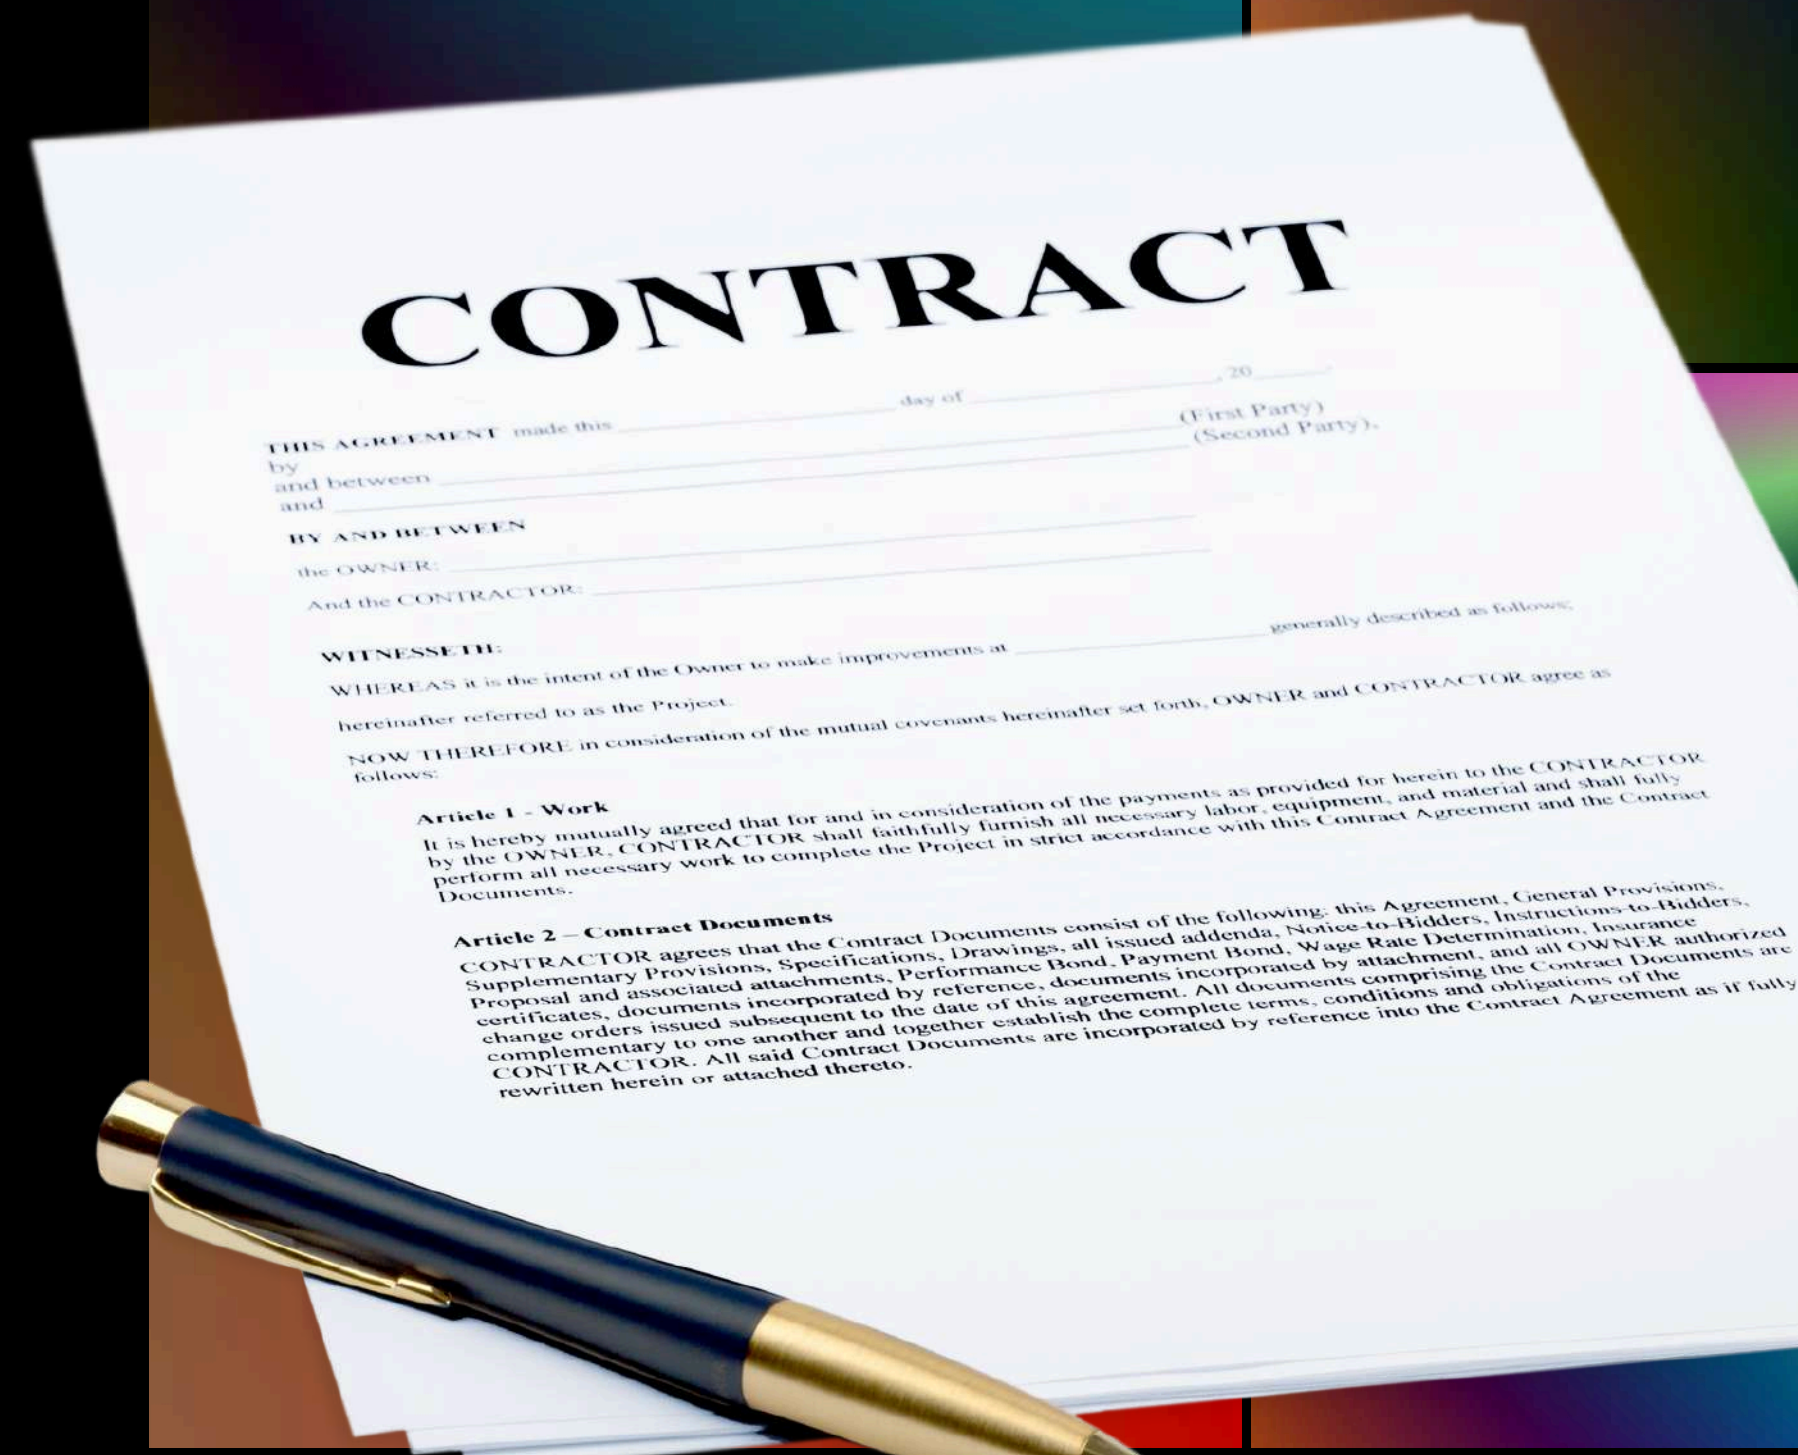 CONTRACT
THIS AGREEMENT made this ____________ day of ____________, 20______.
by
and between ____________ (First Party)
and ____________ (Second Party).
BY AND BETWEEN
the OWNER: ____________
And the CONTRACTOR: ____________
WITNESSETH:
WHEREAS it is the intent of the Owner to make improvements at ____________ generally described as follows;
hereinafter referred to as the Project.
NOW THEREFORE in consideration of the mutual covenants hereinafter set forth, OWNER and CONTRACTOR agree as
follows:
Article 1 - Work
It is hereby mutually agreed that for and in consideration of the payments as provided for herein to the CONTRACTOR
by the OWNER, CONTRACTOR shall faithfully furnish all necessary labor, equipment, and material and shall fully
perform all necessary work to complete the Project in strict accordance with this Contract Agreement and the Contract
Documents.
Article 2 – Contract Documents
CONTRACTOR agrees that the Contract Documents consist of the following: this Agreement, General Provisions,
Supplementary Provisions, Specifications, Drawings, all issued addenda, Notice-to-Bidders, Instructions-to-Bidders,
Proposal and associated attachments, Performance Bond, Payment Bond, Wage Rate Determination, Insurance
certificates, documents incorporated by reference, documents incorporated by attachment, and all OWNER authorized
change orders issued subsequent to the date of this agreement. All documents comprising the Contract Documents are
complementary to one another and together establish the complete terms, conditions and obligations of the
CONTRACTOR. All said Contract Documents are incorporated by reference into the Contract Agreement as if fully
rewritten herein or attached thereto.